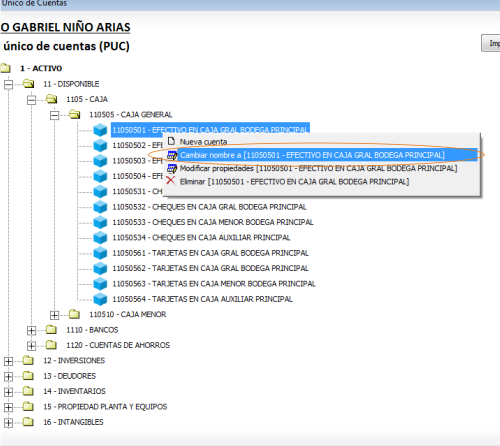 Único de Cuentas
O GABRIEL NIÑO ARIAS
único de cuentas (PUC)
Imp
1 - ACTIVO
11 - DISPONIBLE
1105 - CAJA
110505 - CAJA GENERAL
11050501 - EFECTIVO EN CAJA GRAL BODEGA PRINCIPAL
Nueva cuenta
11050502 - EFE
Cambiar nombre a [11050501 - EFECTIVO EN CAJA GRAL BODEGA PRINCIPAL]
11050503 - EFE
Modificar propiedades [11050501 - EFECTIVO EN CAJA GRAL BODEGA PRINCIPAL]
11050504 - EFE
Eliminar [11050501 - EFECTIVO EN CAJA GRAL BODEGA PRINCIPAL]
11050531 - CH
11050532 - CHEQUES EN CAJA GRAL BODEGA PRINCIPAL
11050533 - CHEQUES EN CAJA MENOR BODEGA PRINCIPAL
11050534 - CHEQUES EN CAJA AUXILIAR PRINCIPAL
11050561 - TARJETAS EN CAJA GRAL BODEGA PRINCIPAL
11050562 - TARJETAS EN CAJA GRAL BODEGA PRINCIPAL
11050563 - TARJETAS EN CAJA MENOR BODEGA PRINCIPAL
11050564 - TARJETAS EN CAJA AUXILIAR PRINCIPAL
110510 - CAJA MENOR
1110 - BANCOS
1120 - CUENTAS DE AHORROS
12 - INVERSIONES
13 - DEUDORES
14 - INVENTARIOS
15 - PROPIEDAD PLANTA Y EQUIPOS
16 - INTANGIBLES